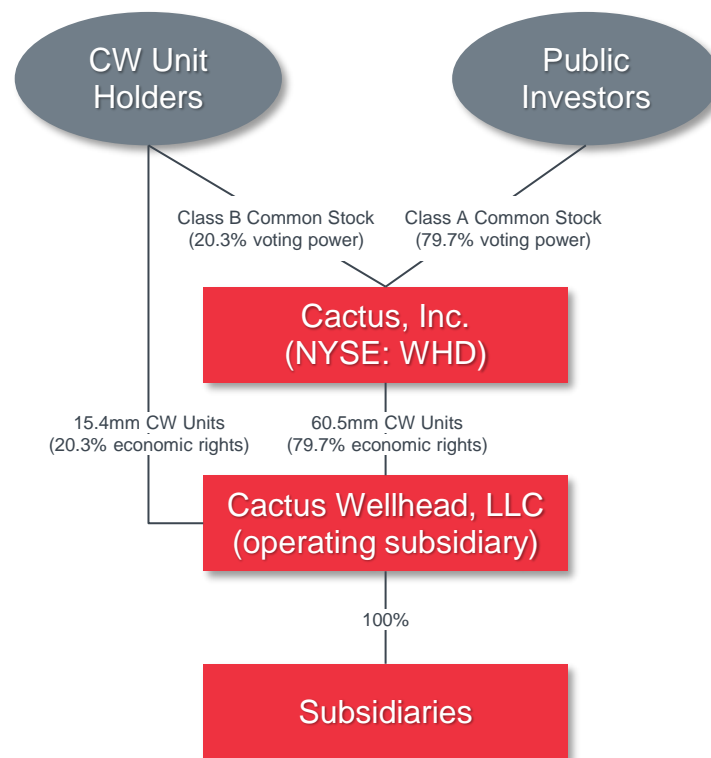 CW Unit
Holders
Public
Investors
Class B Common Stock
(20.3% voting power)
Class A Common Stock
(79.7% voting power)
Cactus, Inc.
(NYSE: WHD)
15.4mm CW Units
(20.3% economic rights)
60.5mm CW Units
(79.7% economic rights)
Cactus Wellhead, LLC
(operating subsidiary)
100%
Subsidiaries